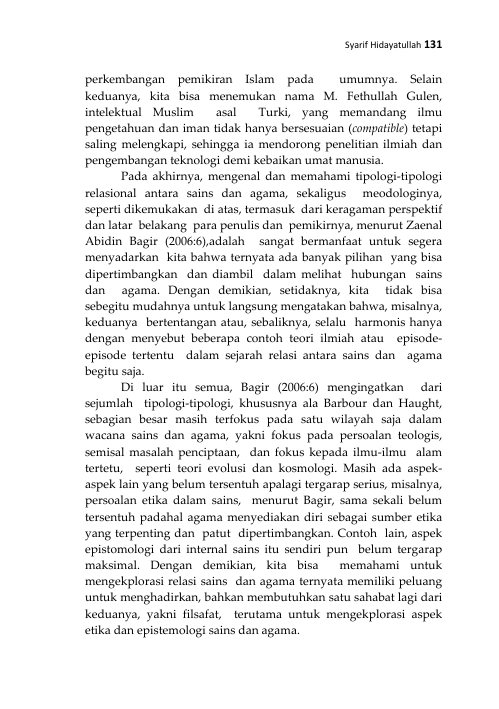 Syarif Hidayatullah 131
perkembangan pemikiran Islam pada umumnya. Selain
keduanya, kita bisa menemukan nama M. Fethullah Gulen,
intelektual Muslim asal Turki, yang memandang ilmu
pengetahuan dan iman tidak hanya bersesuaian (compatible) tetapi
saling melengkapi, sehingga ia mendorong penelitian ilmiah dan
pengembangan teknologi demi kebaikan umat manusia.
Pada akhirnya, mengenal dan memahami tipologi-tipologi
relasional antara sains dan agama, sekaligus meodologinya,
seperti dikemukakan di atas, termasuk dari keragaman perspektif
dan latar belakang para penulis dan pemikirnya, menurut Zaenal
Abidin Bagir (2006:6),adalah sangat bermanfaat untuk segera
menyadarkan kita bahwa ternyata ada banyak pilihan yang bisa
dipertimbangkan dan diambil dalam melihat hubungan sains
dan agama. Dengan demikian, setidaknya, kita tidak bisa
sebegitu mudahnya untuk langsung mengatakan bahwa, misalnya,
keduanya bertentangan atau, sebaliknya, selalu harmonis hanya
dengan menyebut beberapa contoh teori ilmiah atau episode-
episode tertentu dalam sejarah relasi antara sains dan agama
begitu saja.
Di luar itu semua, Bagir (2006:6) mengingatkan dari
sejumlah tipologi-tipologi, khususnya ala Barbour dan Haught,
sebagian besar masih terfokus pada satu wilayah saja dalam
wacana sains dan agama, yakni fokus pada persoalan teologis,
semisal masalah penciptaan, dan fokus kepada ilmu-ilmu alam
tertetu, seperti teori evolusi dan kosmologi. Masih ada aspek-
aspek lain yang belum tersentuh apalagi tergarap serius, misalnya,
persoalan etika dalam sains, menurut Bagir, sama sekali belum
tersentuh padahal agama menyediakan diri sebagai sumber etika
yang terpenting dan patut dipertimbangkan. Contoh lain, aspek
epistomologi dari internal sains itu sendiri pun belum tergarap
maksimal. Dengan demikian, kita bisa memahami untuk
mengekplorasi relasi sains dan agama ternyata memiliki peluang
untuk menghadirkan, bahkan membutuhkan satu sahabat lagi dari
keduanya, yakni filsafat, terutama untuk mengekplorasi aspek
etika dan epistemologi sains dan agama.